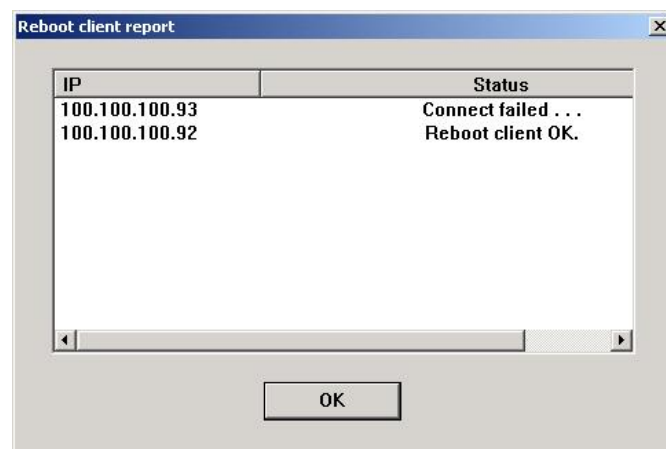 Reboot client report
IP Status
100.100.100.93 Connect failed . . .
100.100.100.92 Reboot client OK.
OK